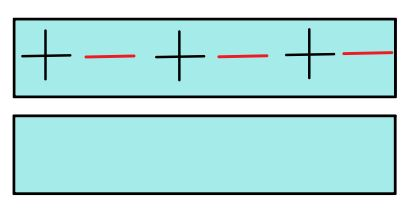 + - + - + -